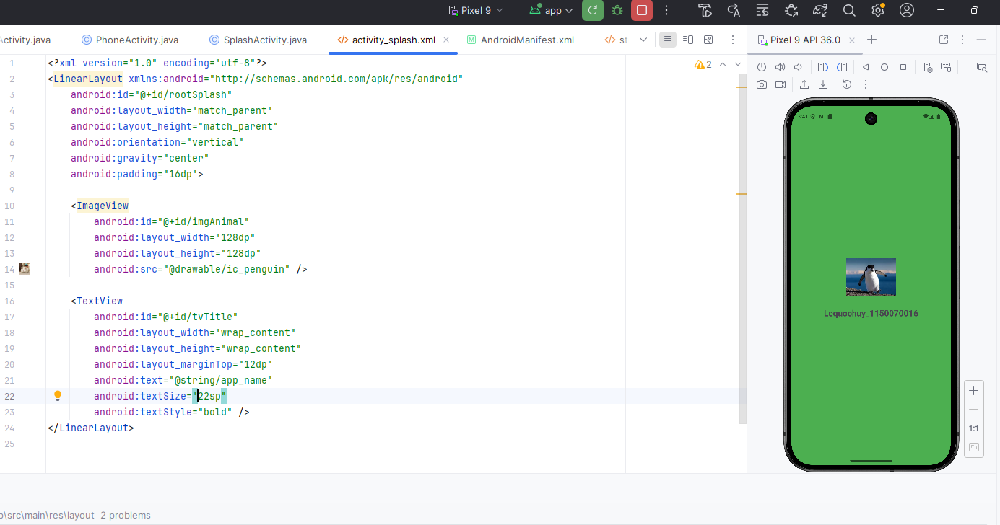 Pixel 9
app
ctivity.java
PhoneActivity.java
SplashActivity.java
activity_splash.xml
AndroidManifest.xml
st
Pixel 9 API 36.0
2
1 <?xml version="1.0" encoding="utf-8"?>
2 <LinearLayout xmlns:android="http://schemas.android.com/apk/res/android"
3 android:id="@+id/rootSplash"
4 android:layout_width="match_parent"
5 android:layout_height="match_parent"
6 android:orientation="vertical"
7 android:gravity="center"
8 android:padding="16dp">
9
10 <ImageView
11 android:id="@+id/imgAnimal"
12 android:layout_width="128dp"
13 android:layout_height="128dp"
14 android:src="@drawable/ic_penguin" />
15
16 <TextView
17 android:id="@+id/tvTitle"
18 android:layout_width="wrap_content"
19 android:layout_height="wrap_content"
20 android:layout_marginTop="12dp"
21 android:text="@string/app_name"
22 android:textSize="22sp"
23 android:textStyle="bold" />
24 </LinearLayout>
25
Lequochuy_1150070016
1:1
\src\main\res\layout 2 problems